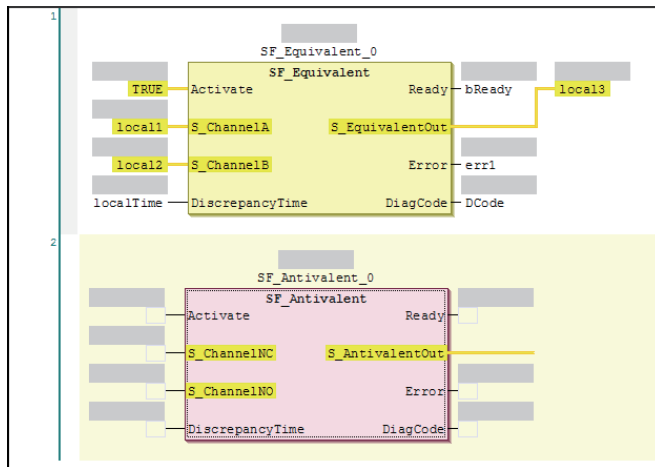 1
SF_Equivalent_0
SF_Equivalent
TRUE Activate Ready bReady local3
local1 S_ChannelA S_EquivalentOut
local2 S_ChannelB Error err1
localTime DiscrepancyTime DiagCode DCode
2
SF_Antivalent_0
SF_Antivalent
Activate Ready
S_ChannelNC S_AntivalentOut
S_ChannelNO Error
DiscrepancyTime DiagCode